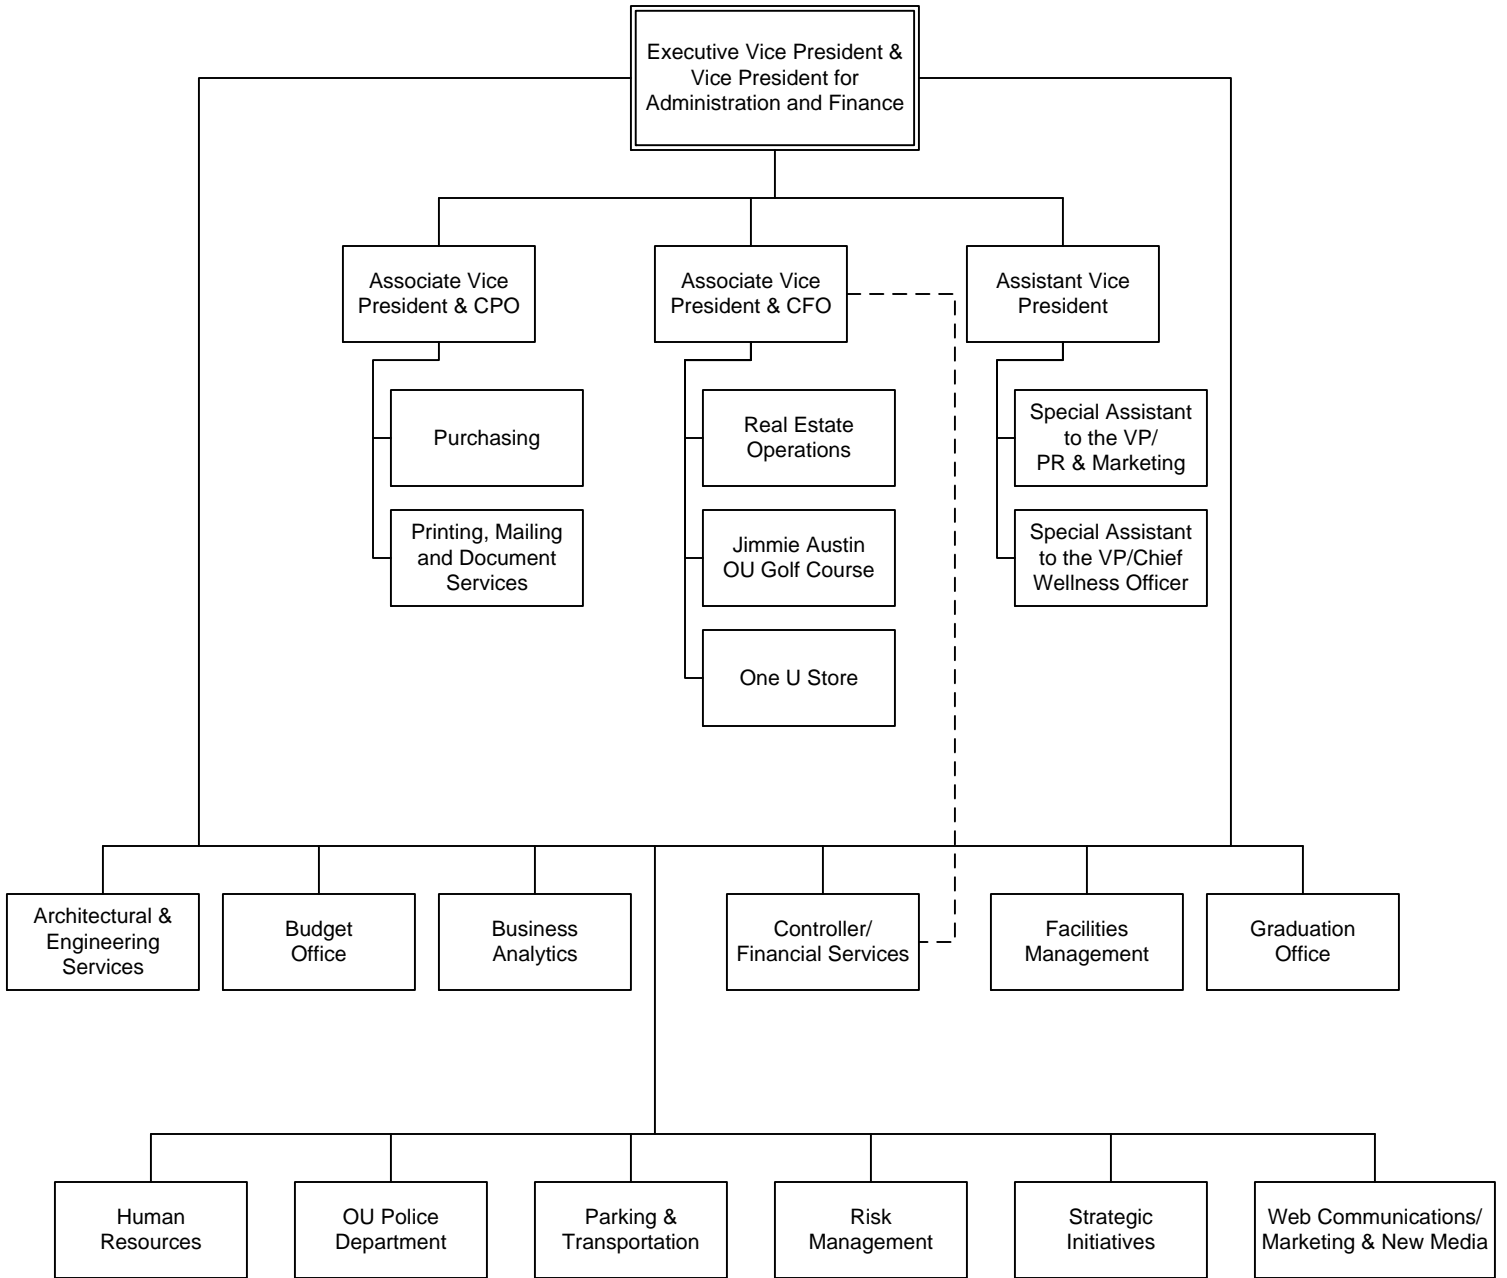 Executive Vice President &
Vice President for
Administration and Finance
Associate Vice
President & CPO
Associate Vice
President & CFO
Assistant Vice
President
Purchasing
Real Estate
Operations
Special Assistant
to the VP/
PR & Marketing
Printing, Mailing
and Document
Services
Jimmie Austin
OU Golf Course
Special Assistant
to the VP/Chief
Wellness Officer
One U Store
Architectural &
Engineering
Services
Budget
Office
Business
Analytics
Controller/
Financial Services
Facilities
Management
Graduation
Office
Human
Resources
OU Police
Department
Parking &
Transportation
Risk
Management
Strategic
Initiatives
Web Communications/
Marketing & New Media